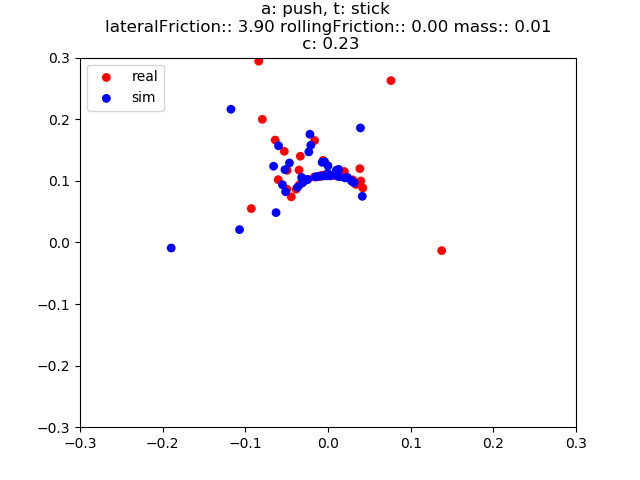 a: push, t: stick
lateralFriction:: 3.90 rollingFriction:: 0.00 mass:: 0.01
c: 0.23
real
sim
0.3
0.2
0.1
0.0
−0.1
−0.2
−0.3
−0.3 −0.2 −0.1 0.0 0.1 0.2 0.3